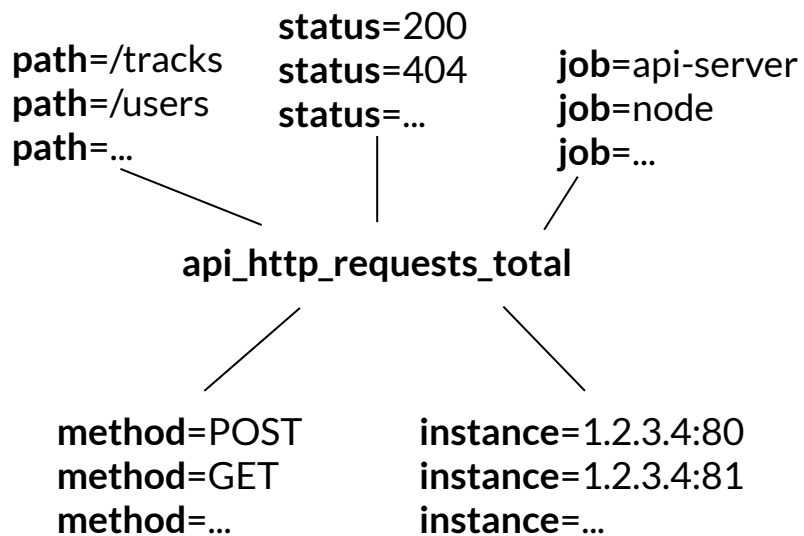 path=/tracks
path=/users
path=...
status=200
status=404
status=...
job=api-server
job=node
job=...
api_http_requests_total
method=POST
method=GET
method=...
instance=1.2.3.4:80
instance=1.2.3.4:81
instance=...